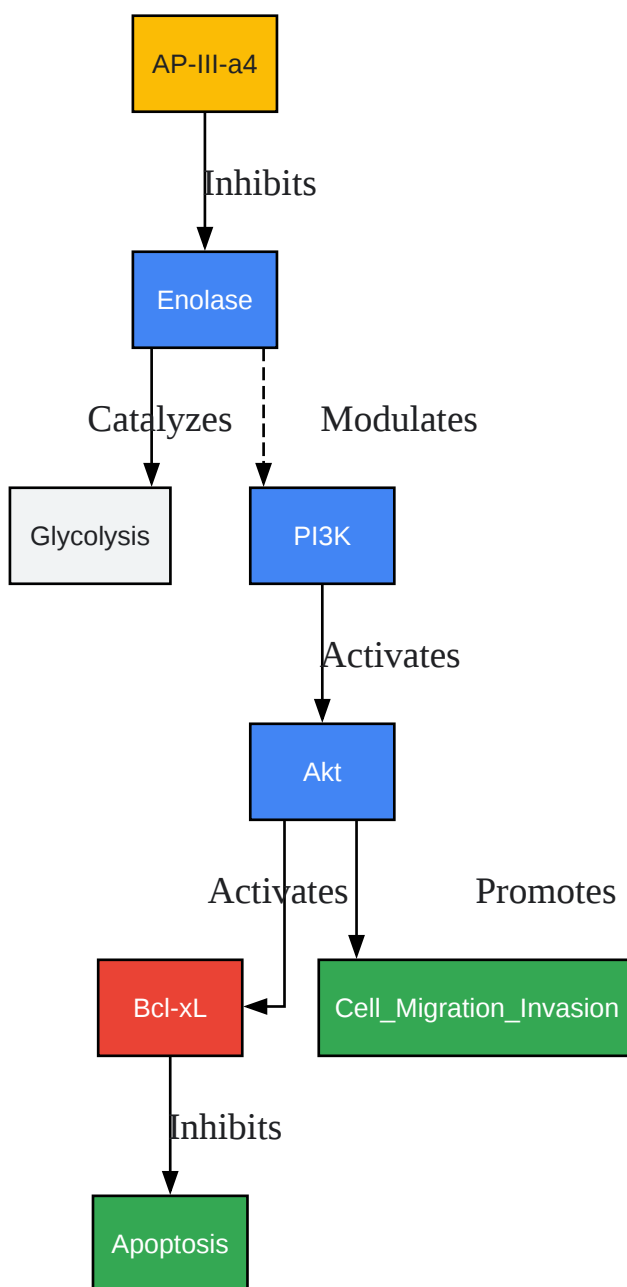 AP-III-a4
Inhibits
Enolase
Catalyzes
Modulates
Glycolysis
PI3K
Activates
Akt
Activates
Promotes
Bcl-xL
Cell_Migration_Invasion
Inhibits
Apoptosis